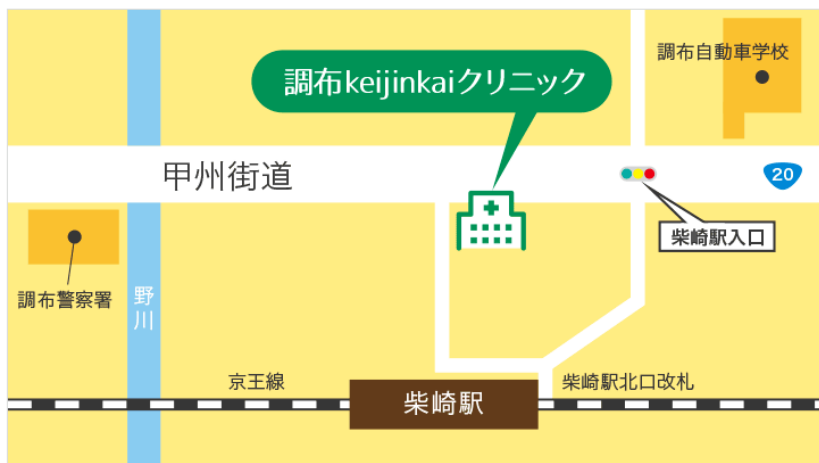 調布自動車学校
調布keijinkaiクリニック
甲州街道
20
柴崎駅入口
調布警察署
野川
京王線
柴崎駅北口改札
柴崎駅